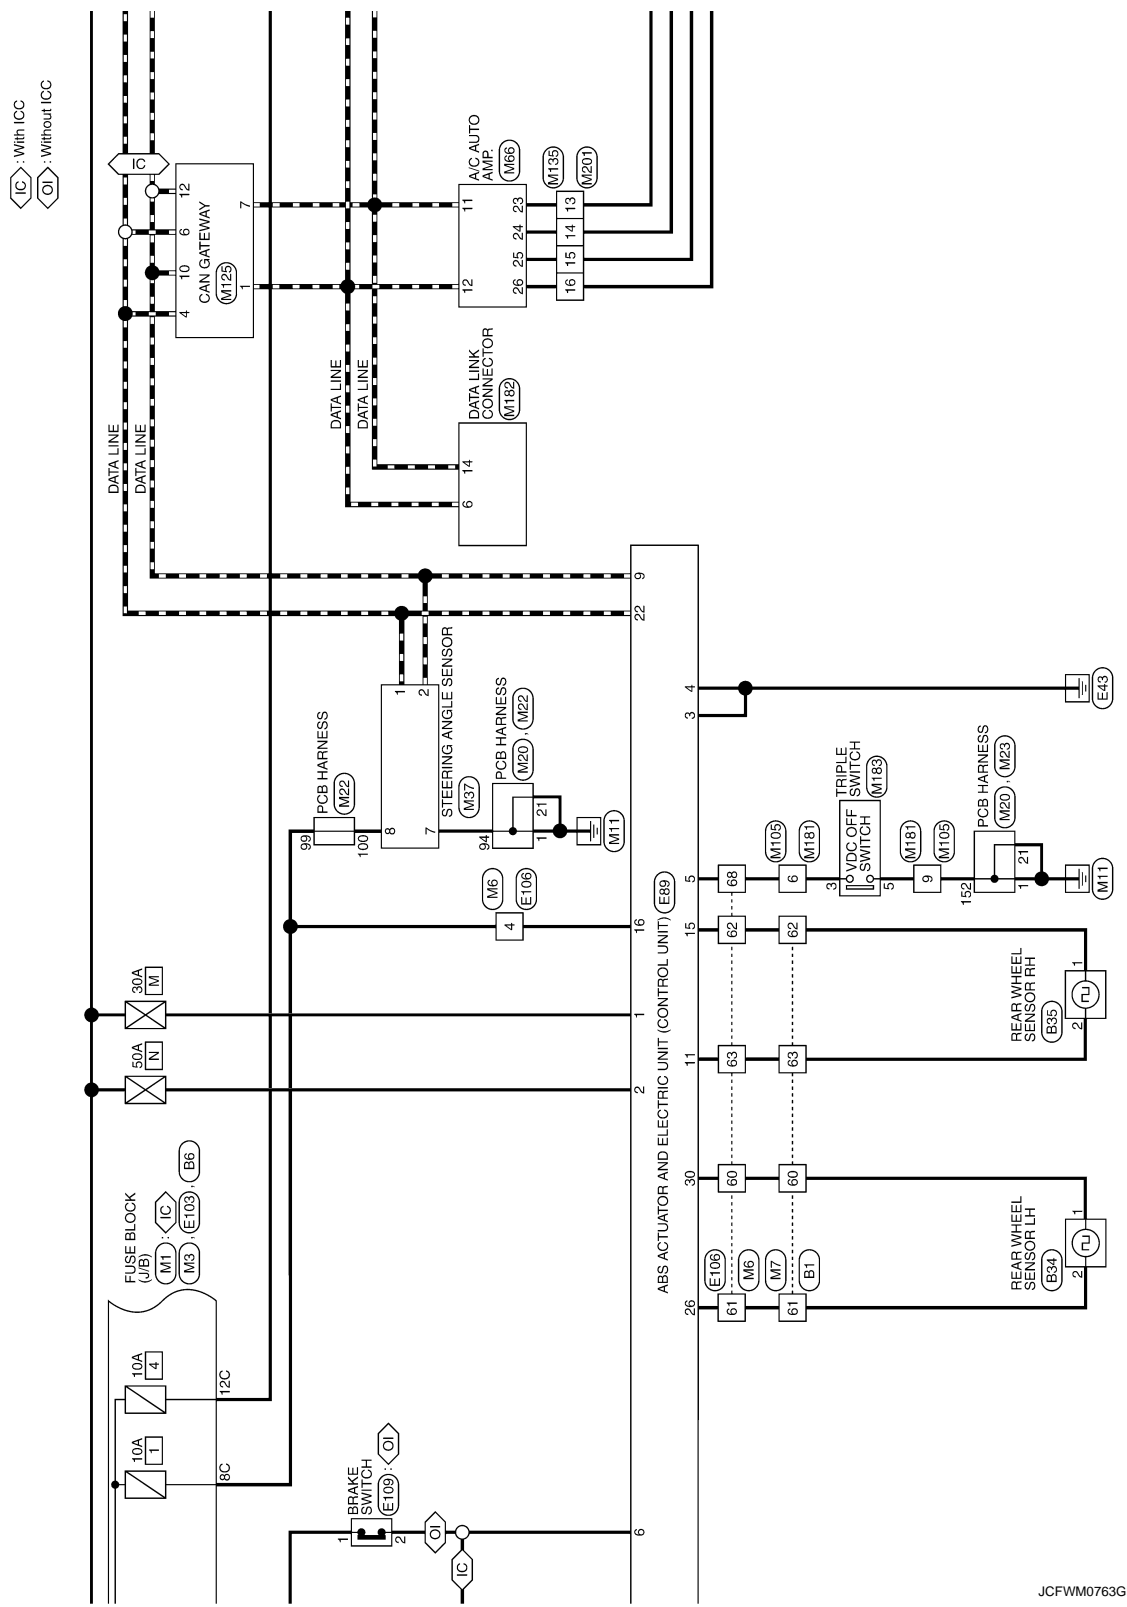 IC : With ICC
OI : Without ICC
IC
12
6
10
4
CAN GATEWAY
M125
7
1
DATA LINE
DATA LINE
DATA LINE
DATA LINE
A/C AUTO
AMP.
M66
11
12
23
24
25
26
M135
M201
13
14
15
16
DATA LINK
CONNECTOR
M182
14
6
9
22
1
2
STEERING ANGLE SENSOR
M37
8
7
PCB HARNESS
M22
99
100
PCB HARNESS
M20 , M22
94
21
1
M11
M6
E106
4
16
30A
M
1
50A
N
2
FUSE BLOCK
(J/B)
M1 : IC
M3 , E103 , B6
10A
4
12C
10A
1
8C
BRAKE
SWITCH
E109 : OI
1
2
OI
IC
6
ABS ACTUATOR AND ELECTRIC UNIT (CONTROL UNIT)
E89
4
3
E43
5
68
M105
M181
6
TRIPLE
SWITCH
M183
VDC OFF
SWITCH
3
5
M181
M105
9
PCB HARNESS
M20 , M23
152
21
1
M11
15
62
62
11
63
63
REAR WHEEL
SENSOR RH
B35
1
2
30
60
60
26
61
61
E106
M6
M7
B1
REAR WHEEL
SENSOR LH
B34
1
2
JCFWM0763G